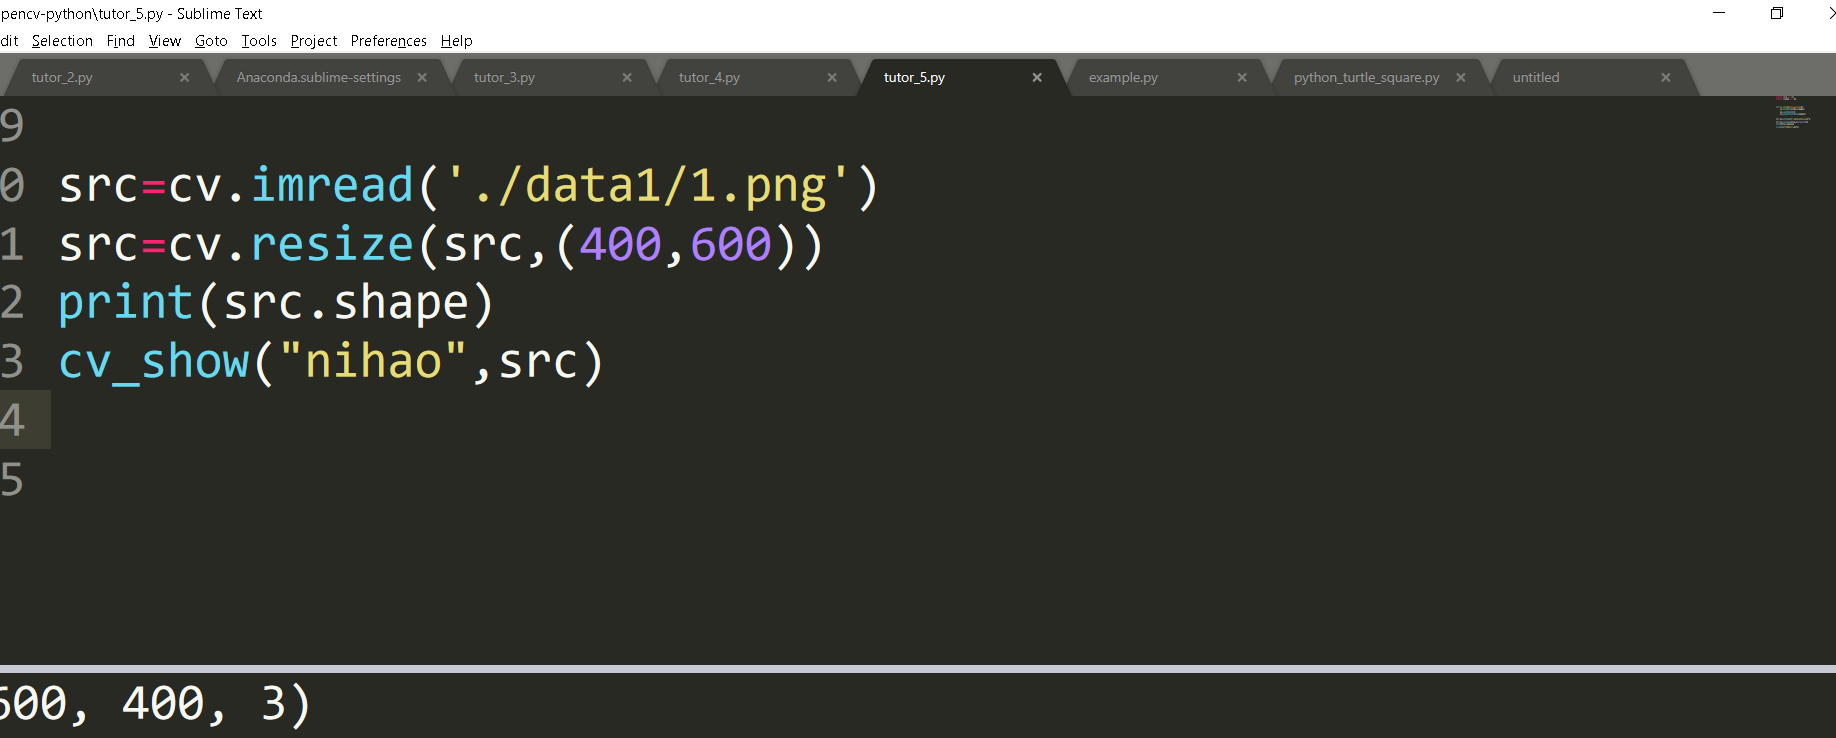 pencv-python\tutor_5.py - Sublime Text
dit Selection Find View Goto Tools Project Preferences Help
tutor_2.py Anaconda.sublime-settings tutor_3.py tutor_4.py tutor_5.py example.py python_turtle_square.py untitled
9
0 src=cv.imread('./data1/1.png')
1 src=cv.resize(src,(400,600))
2 print(src.shape)
3 cv_show("nihao",src)
4
5
600, 400, 3)